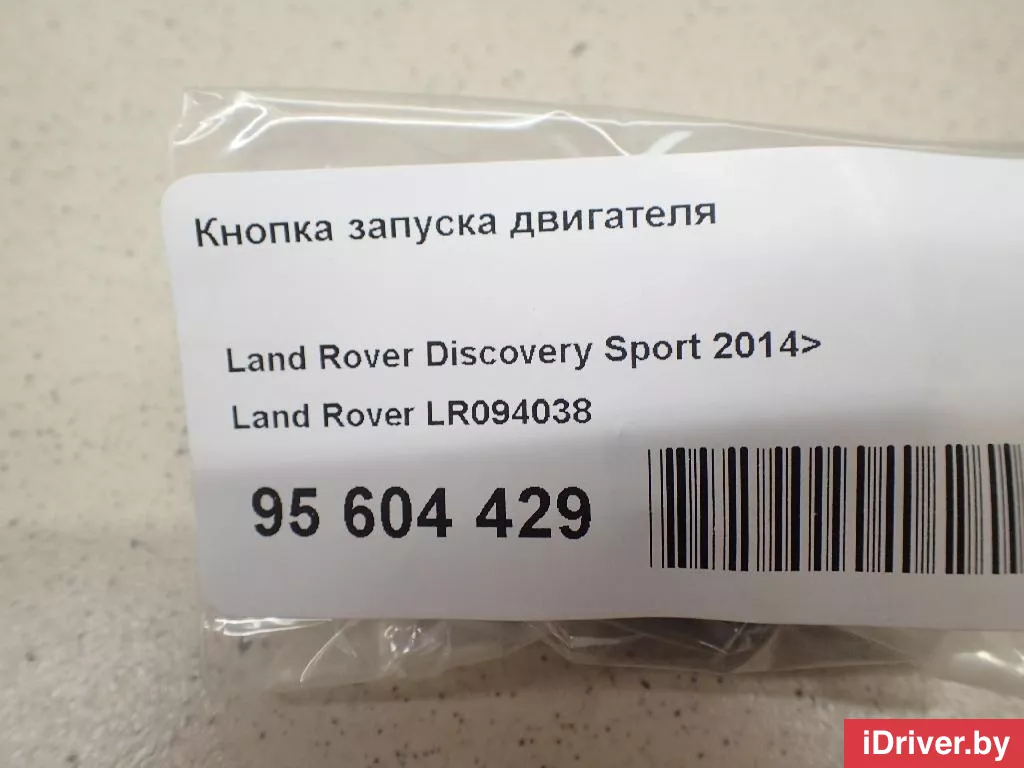 Кнопка запуска двигателя
Land Rover Discovery Sport 2014>
Land Rover LR094038
95 604 429
iDriver.by